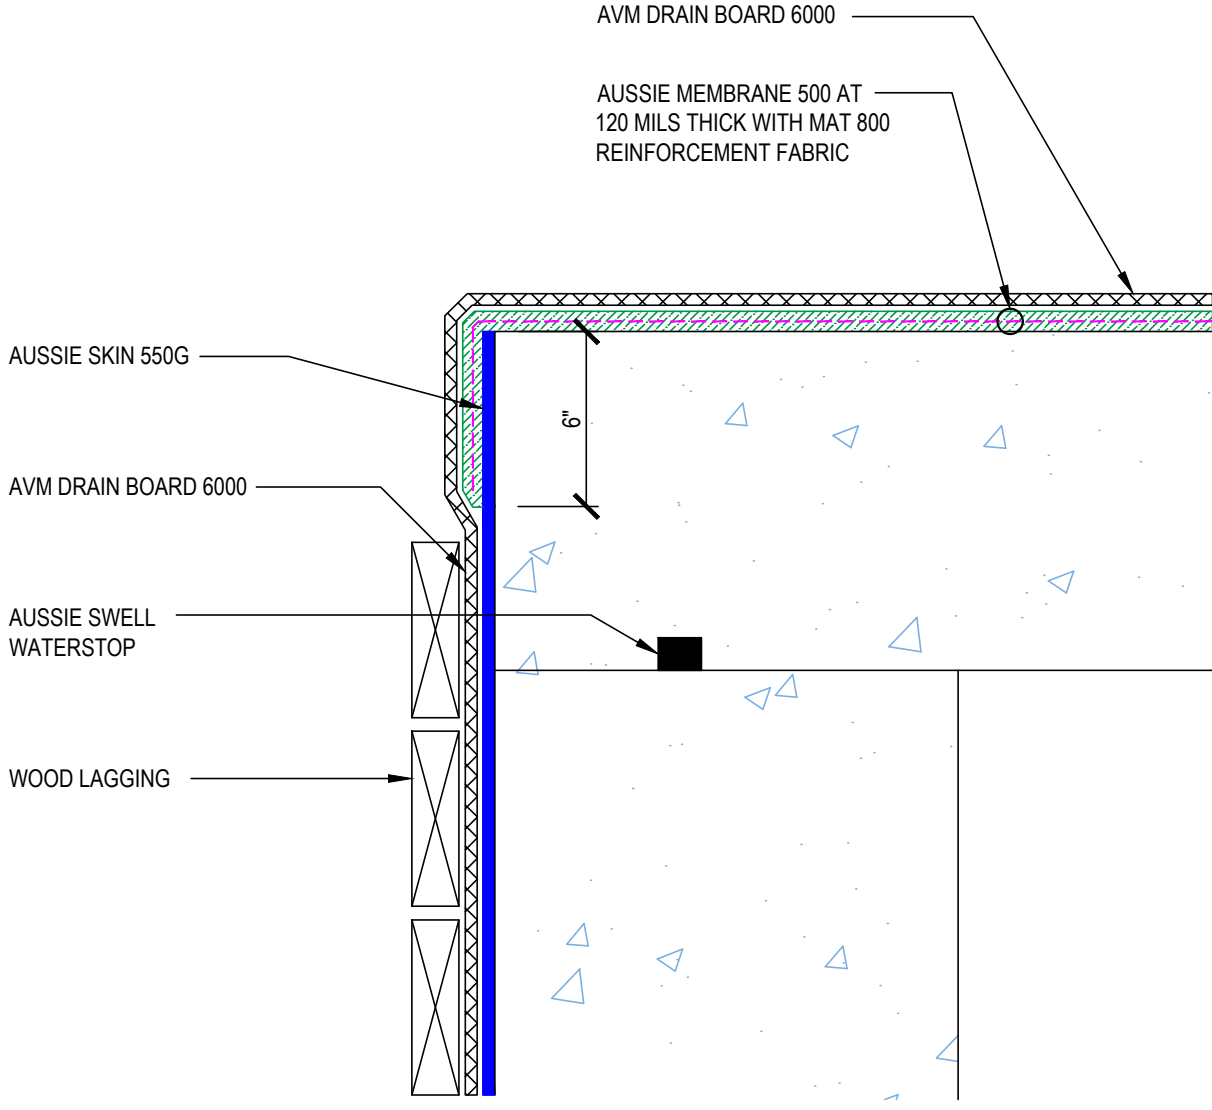 AVM DRAIN BOARD 6000
AUSSIE MEMBRANE 500 AT
120 MILS THICK WITH MAT 800
REINFORCEMENT FABRIC
AUSSIE SKIN 550G
6"
AVM DRAIN BOARD 6000
AUSSIE SWELL
WATERSTOP
WOOD LAGGING